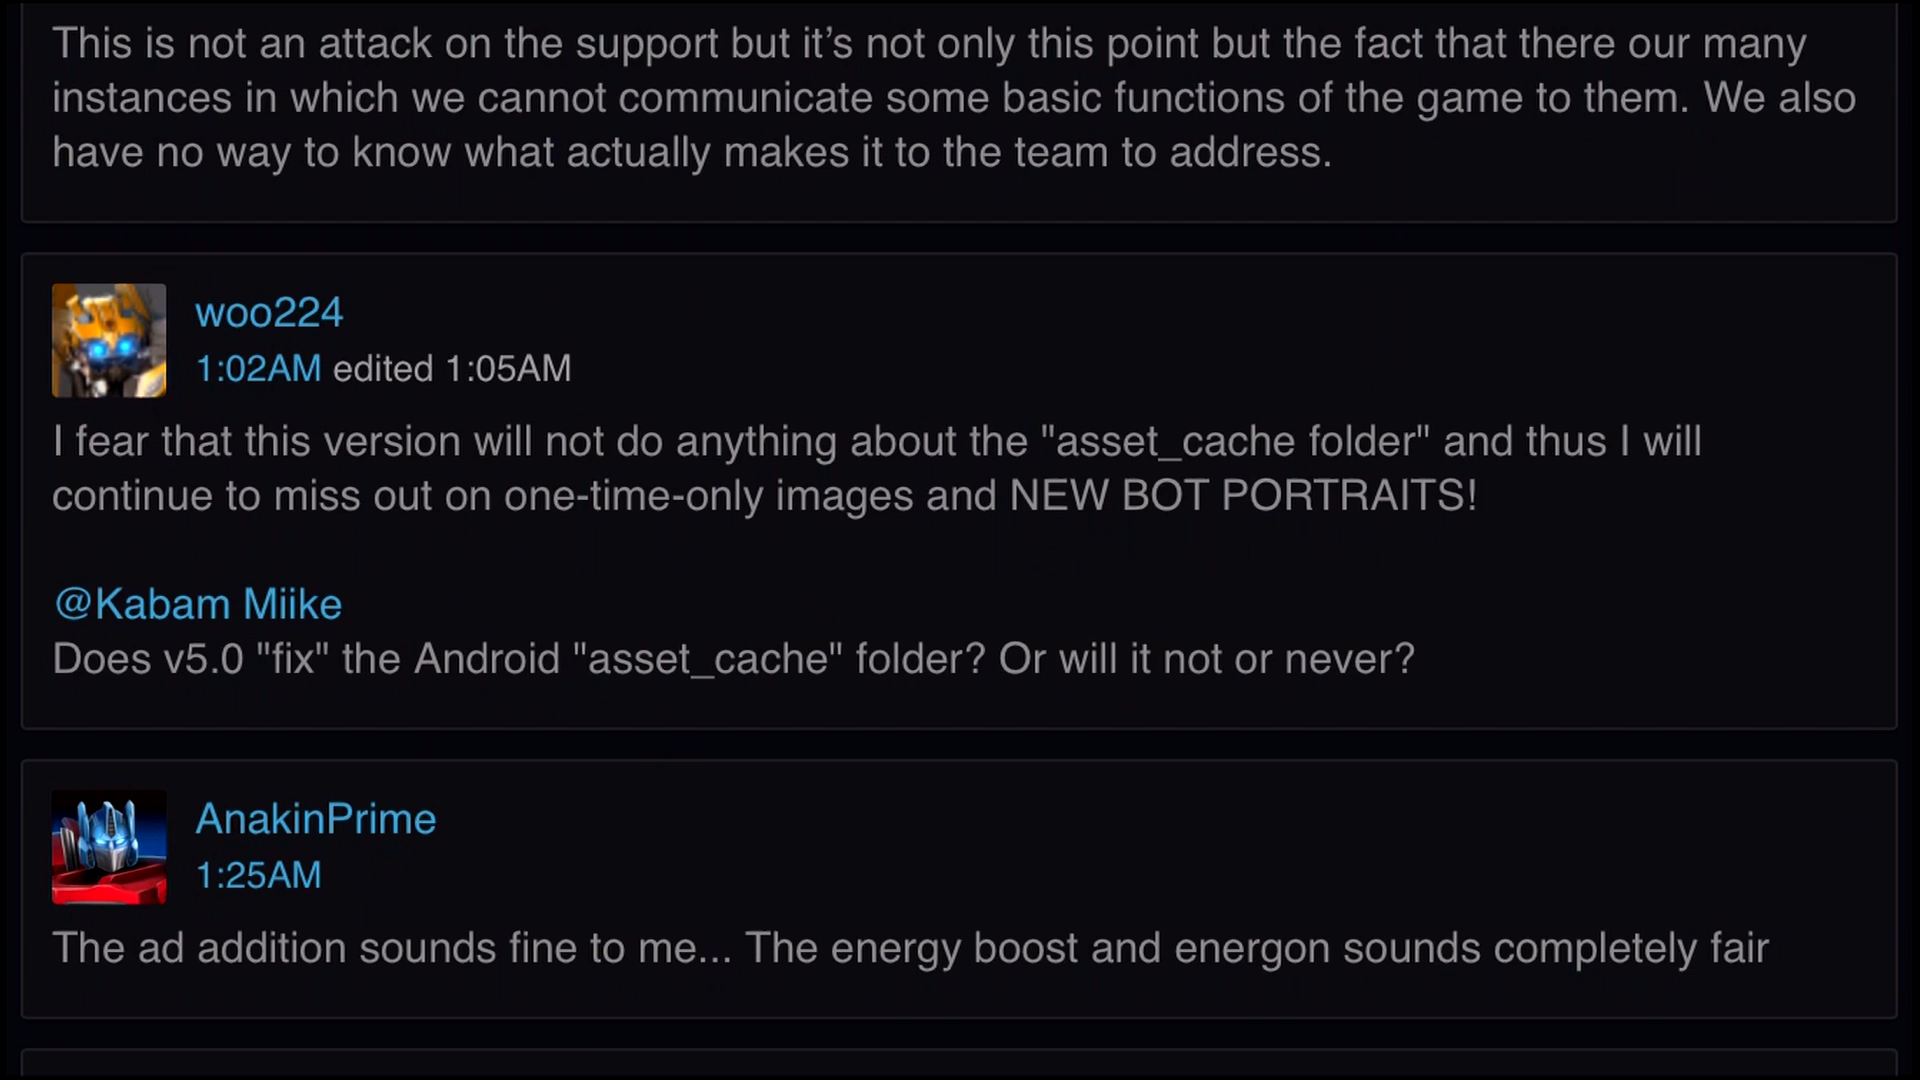 This is not an attack on the support but it’s not only this point but the fact that there our many
instances in which we cannot communicate some basic functions of the game to them. We also
have no way to know what actually makes it to the team to address.
woo224
1:02AM edited 1:05AM
I fear that this version will not do anything about the "asset_cache folder" and thus I will
continue to miss out on one-time-only images and NEW BOT PORTRAITS!
@Kabam Miike
Does v5.0 "fix" the Android "asset_cache" folder? Or will it not or never?
AnakinPrime
1:25AM
The ad addition sounds fine to me... The energy boost and energon sounds completely fair